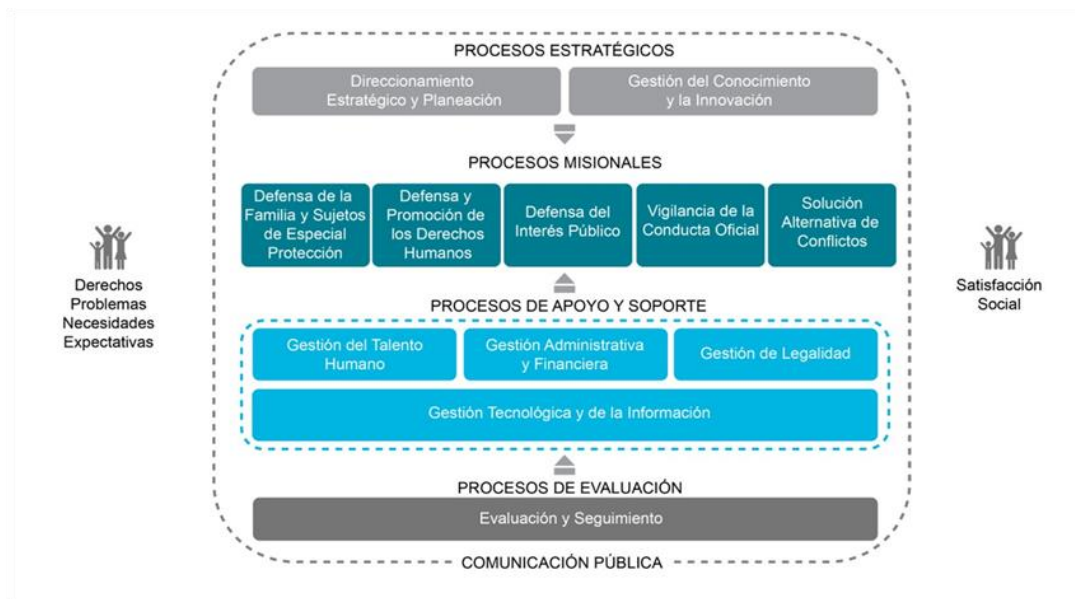 PROCESOS ESTRATÉGICOS
Direccionamiento
Estratégico y Planeación
Gestión del Conocimiento
y la Innovación
PROCESOS MISIONALES
Defensa de la
Familia y Sujetos
de Especial
Protección
Defensa y
Promoción de
los Derechos
Humanos
Defensa del
Interés Público
Vigilancia de la
Conducta Oficial
Solución
Alternativa de
Conflictos
Derechos
Problemas
Necesidades
Expectativas
Satisfacción
Social
PROCESOS DE APOYO Y SOPORTE
Gestión del Talento
Humano
Gestión Administrativa
y Financiera
Gestión de Legalidad
Gestión Tecnológica y de la Información
PROCESOS DE EVALUACIÓN
Evaluación y Seguimiento
COMUNICACIÓN PÚBLICA